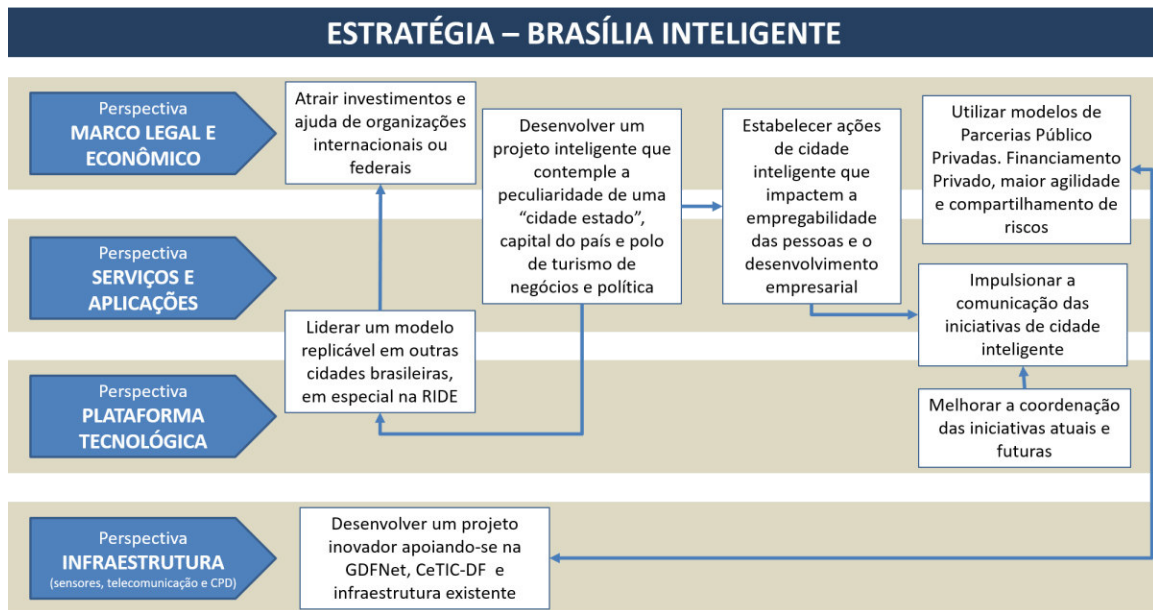 ESTRATÉGIA – BRASÍLIA INTELIGENTE
Perspectiva
MARCO LEGAL E
ECONÔMICO
Atrair investimentos e
ajuda de organizações
internacionais ou
federais
Desenvolver um
projeto inteligente que
contemple a
peculiaridade de uma
“cidade estado”,
capital do país e polo
de turismo de
negócios e política
Estabelecer ações
de cidade
inteligente que
impactem a
empregabilidade
das pessoas e o
desenvolvimento
empresarial
Utilizar modelos de
Parcerias Público
Privadas. Financiamento
Privado, maior agilidade
e compartilhamento de
riscos
Perspectiva
SERVIÇOS E
APLICAÇÕES
Impulsionar a
comunicação das
iniciativas de cidade
inteligente
Liderar um modelo
replicável em outras
cidades brasileiras,
em especial na RIDE
Perspectiva
PLATAFORMA
TECNOLÓGICA
Melhorar a coordenação
das iniciativas atuais e
futuras
Perspectiva
INFRAESTRUTURA
(sensores, telecomunicação e CPD)
Desenvolver um projeto
inovador apoiando-se na
GDFNet, CeTIC-DF e
infraestrutura existente